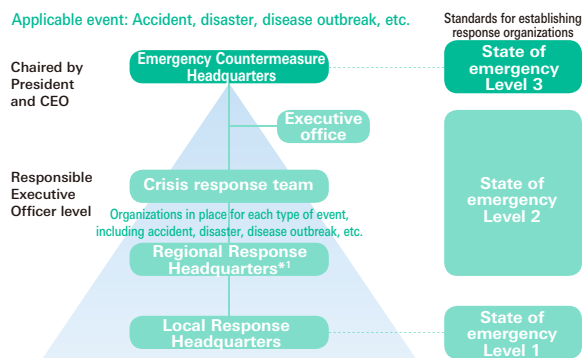 Applicable event: Accident, disaster, disease outbreak, etc.
Standards for establishing
response organizations
Chaired by
President
and CEO
Emergency Countermeasure
Headquarters
State of
emergency
Level 3
Executive
office
Responsible
Executive
Officer level
Crisis response team
Organizations in place for each type of event,
including accident, disaster, disease outbreak, etc.
Regional Response
Headquarters*1
State of
emergency
Level 2
Local Response
Headquarters
State of
emergency
Level 1